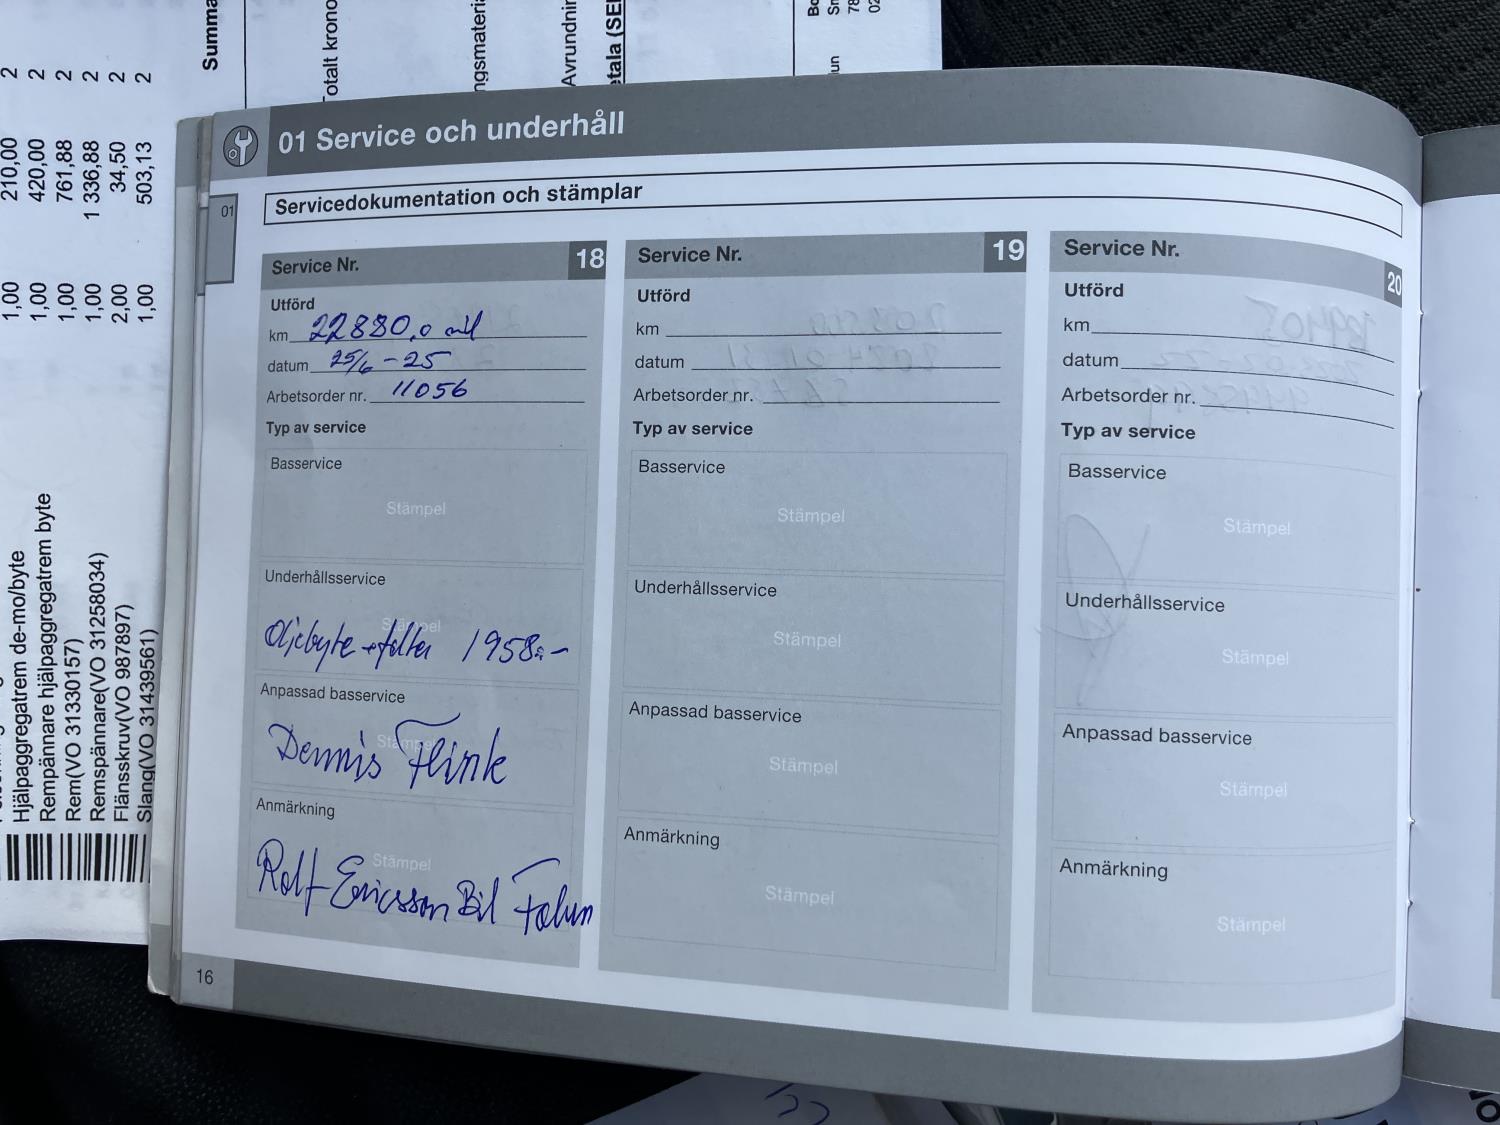 Summa
Totalt krono
ngsmateria
Avrundnin
etala (SE
210,00 2
420,00 2
761,88 2
1 336,88 2
34,50 2
503,13 2
1,00
1,00
1,00
1,00
2,00
1,00
Hjälpaggregatrem de-mo/byte
Rempännare hjälpaggregatrem byte
Rem(VO 31330157)
Remspännare(VO 31258034)
Flänsskruv(VO 987897)
Slang(VO 31439561)
01 Service och underhåll
01
Servicedokumentation och stämplar
Service Nr. 18
Utförd
km 22880,0 mil
datum 25/6-25
Arbetsorder nr. 11056
Typ av service
Basservice
Stämpel
Underhållsservice
Stämpel
Oljebyte+filter 1958:-
Anpassad basservice
Stämpel
Dennis Flink
Anmärkning
Stämpel
Rolf Ericsson Bil Falun
Service Nr. 19
Utförd
km
datum
Arbetsorder nr.
Typ av service
Basservice
Stämpel
Underhållsservice
Stämpel
Anpassad basservice
Stämpel
Anmärkning
Stämpel
Service Nr. 20
Utförd
km
datum
Arbetsorder nr.
Typ av service
Basservice
Stämpel
Underhållsservice
Stämpel
Anpassad basservice
Stämpel
Anmärkning
Stämpel
16